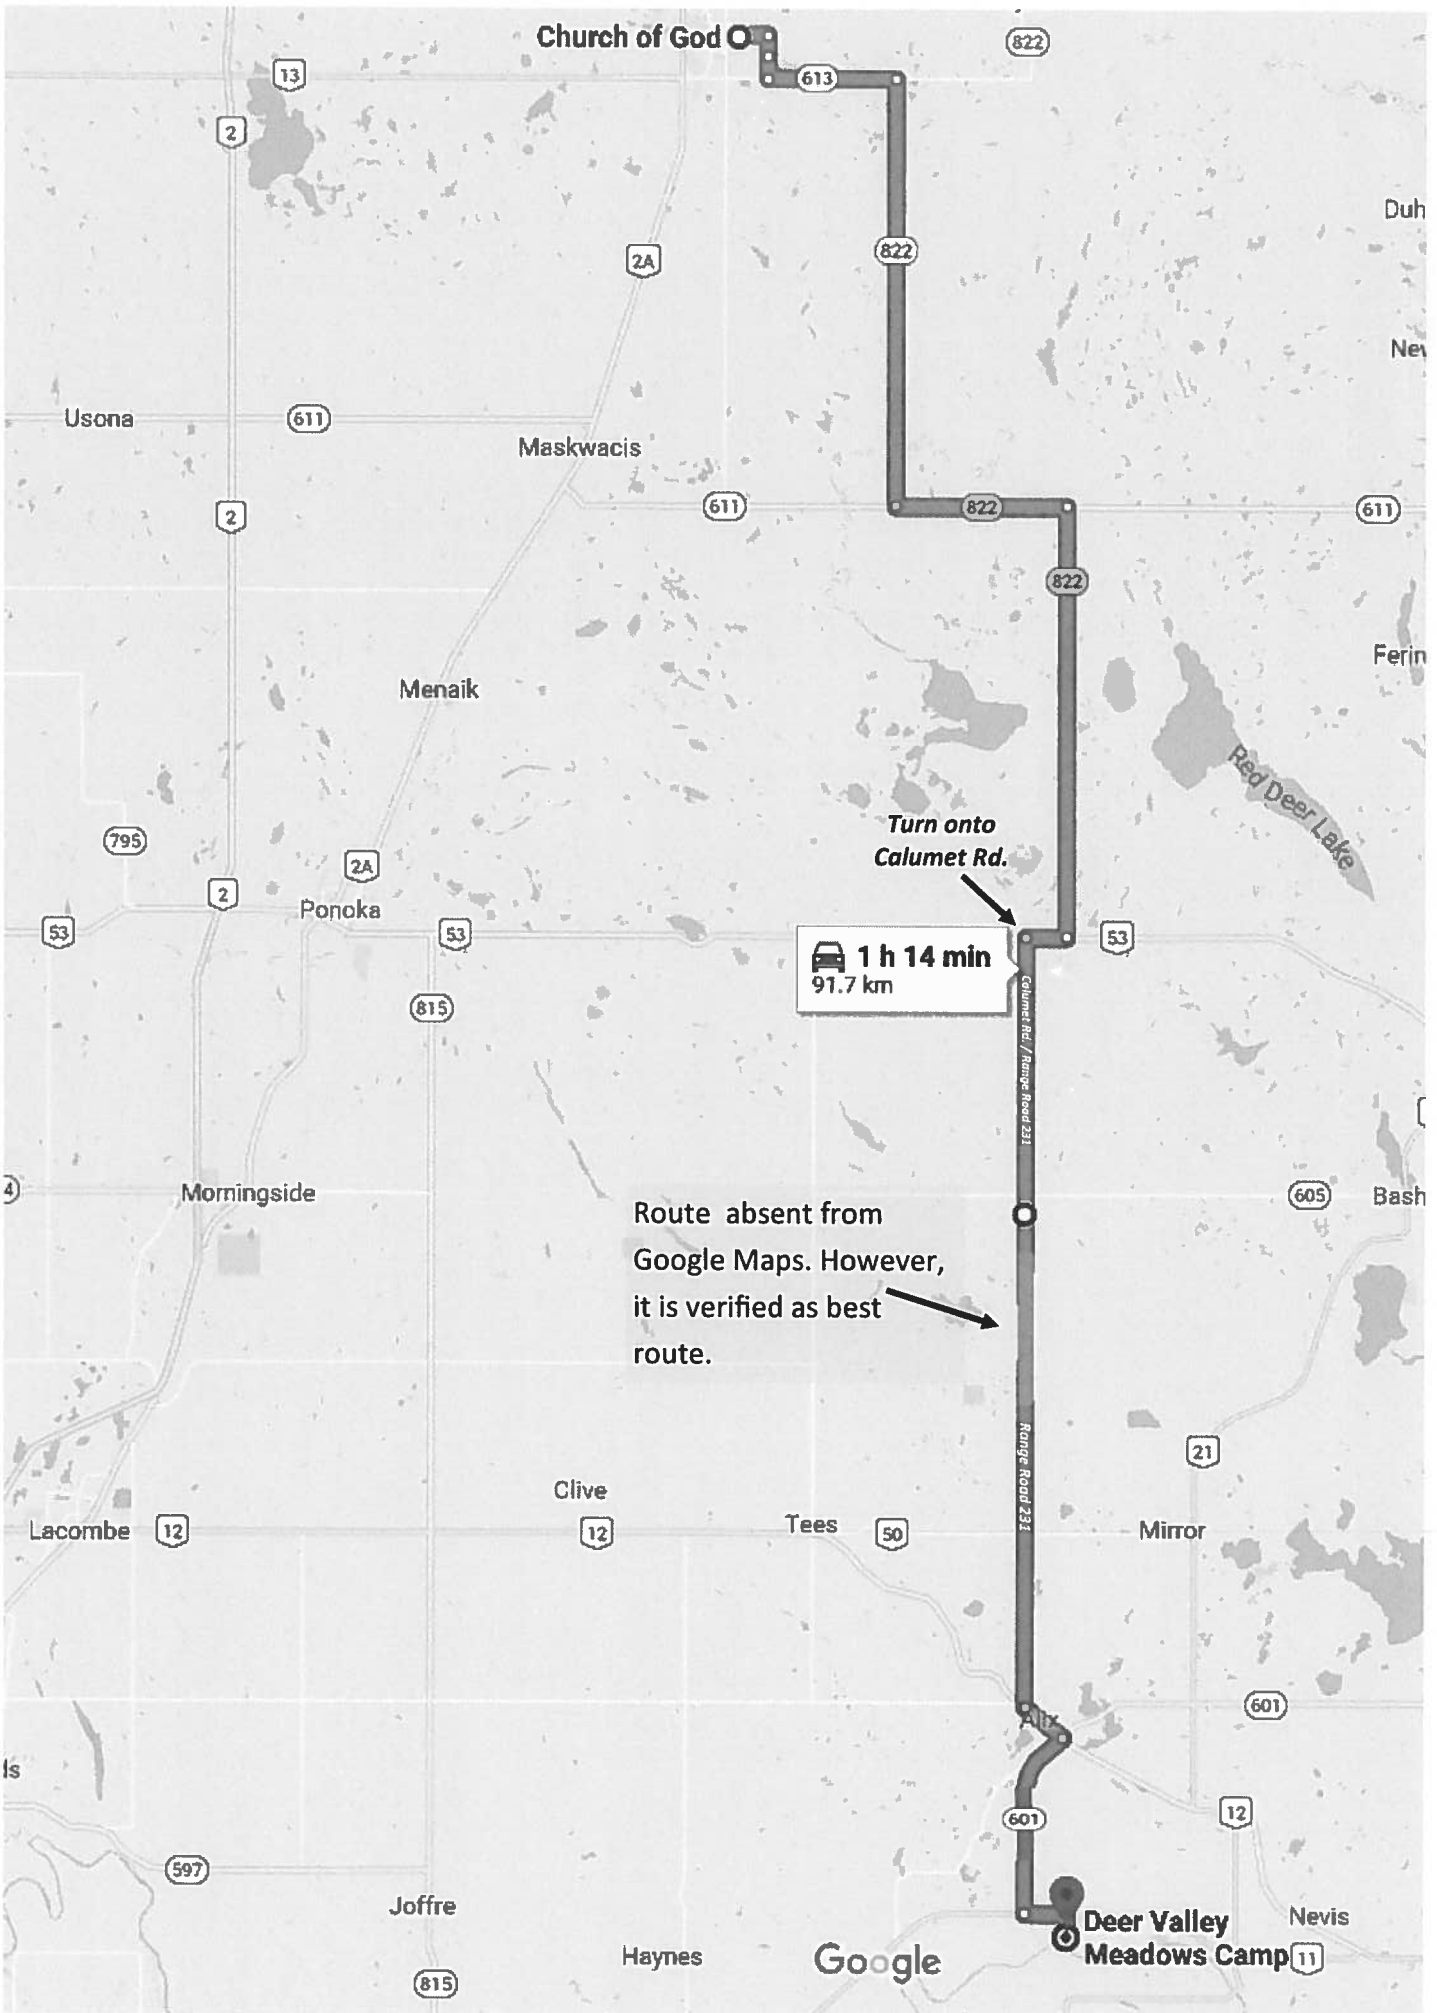 Church of God
822
13
613
2
Duh
822
2A
New
Usona
611
Maskwacis
2
611
822
611
822
Ferin
Menaik
Red Deer Lake
Turn onto
Calumet Rd.
795
2A
2
Ponoka
53
53
53
1 h 14 min
91.7 km
815
Calumet Rd. / Range Road 231
4
Morningside
605
Bash
Route absent from
Google Maps. However,
it is verified as best
route.
21
Range Road 231
Clive
Lacombe
12
12
Tees
50
Mirror
601
Alix
ls
12
601
597
Joffre
Deer Valley
Meadows Camp
Nevis
Haynes
Google
11
815